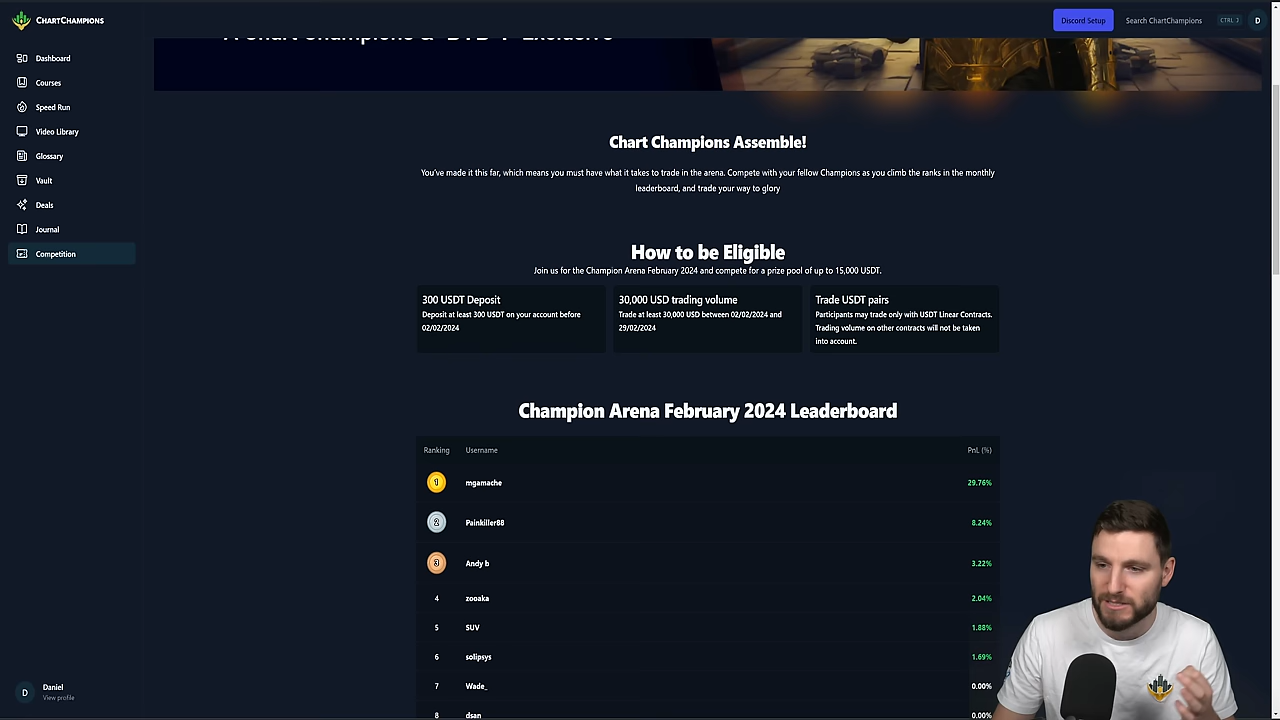 CHARTCHAMPIONS
Discord Setup
Search ChartChampions
CTRL J
D
Dashboard
Courses
Speed Run
Video Library
Glossary
Vault
Deals
Journal
Competition
Chart Champions Assemble!
You've made it this far, which means you must have what it takes to trade in the arena. Compete with your fellow Champions as you climb the ranks in the monthly
leaderboard, and trade your way to glory
How to be Eligible
Join us for the Champion Arena February 2024 and compete for a prize pool of up to 15,000 USDT.
300 USDT Deposit
Deposit at least 300 USDT on your account before
02/02/2024
30,000 USD trading volume
Trade at least 30,000 USD between 02/02/2024 and
29/02/2024
Trade USDT pairs
Participants may trade only with USDT Linear Contracts.
Trading volume on other contracts will not be taken
into account.
Champion Arena February 2024 Leaderboard
Ranking Username PnL (%)
1 mgamache 29.76%
2 Painkiller88 8.24%
3 Andy b 3.22%
4 zooaka 2.04%
5 SUV 1.88%
6 solipsys 1.69%
7 Wade_ 0.00%
8 dsan 0.00%
D
Daniel
View profile